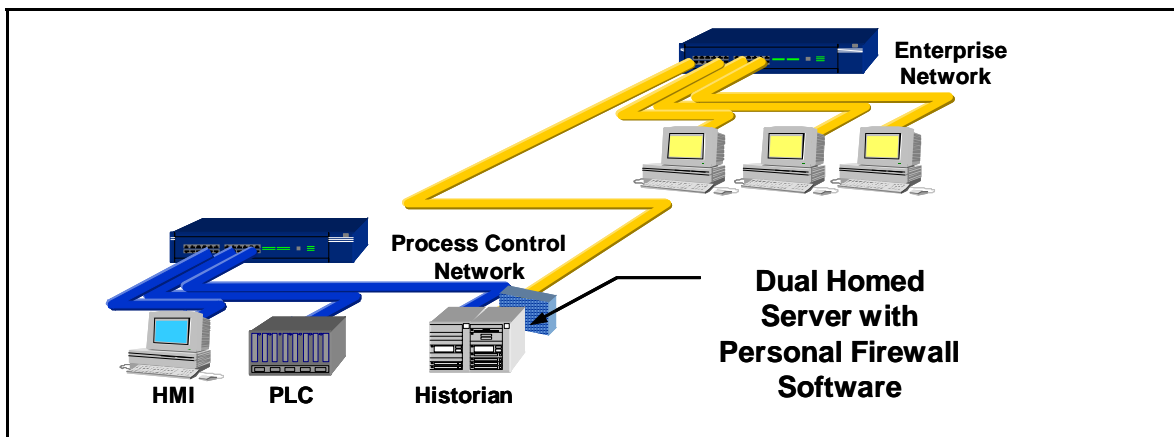 Enterprise
Network
Process Control
Network
Dual Homed
Server with
Personal Firewall
Software
HMI
PLC
Historian